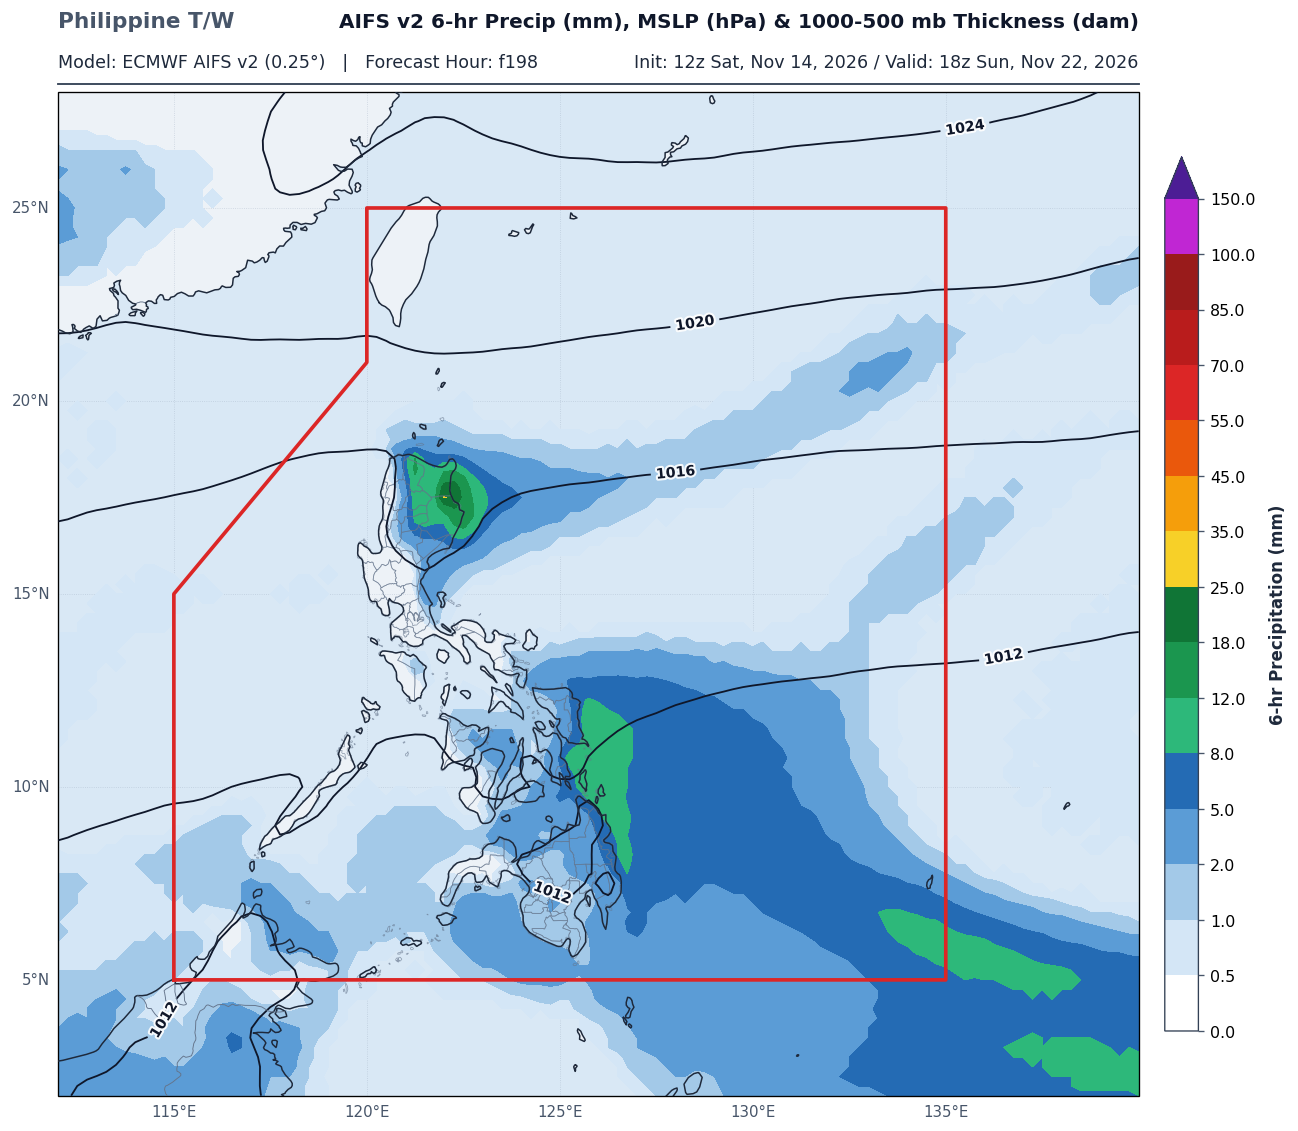 Philippine T/W
AIFS v2 6-hr Precip (mm), MSLP (hPa) & 1000-500 mb Thickness (dam)
Model: ECMWF AIFS v2 (0.25°) | Forecast Hour: f198
Init: 12z Sat, Nov 14, 2026 / Valid: 18z Sun, Nov 22, 2026
1024
1020
1016
1012
1012
1012
25°N
20°N
15°N
10°N
5°N
115°E
120°E
125°E
130°E
135°E
150.0
100.0
85.0
70.0
55.0
45.0
35.0
25.0
18.0
12.0
8.0
5.0
2.0
1.0
0.5
0.0
6-hr Precipitation (mm)